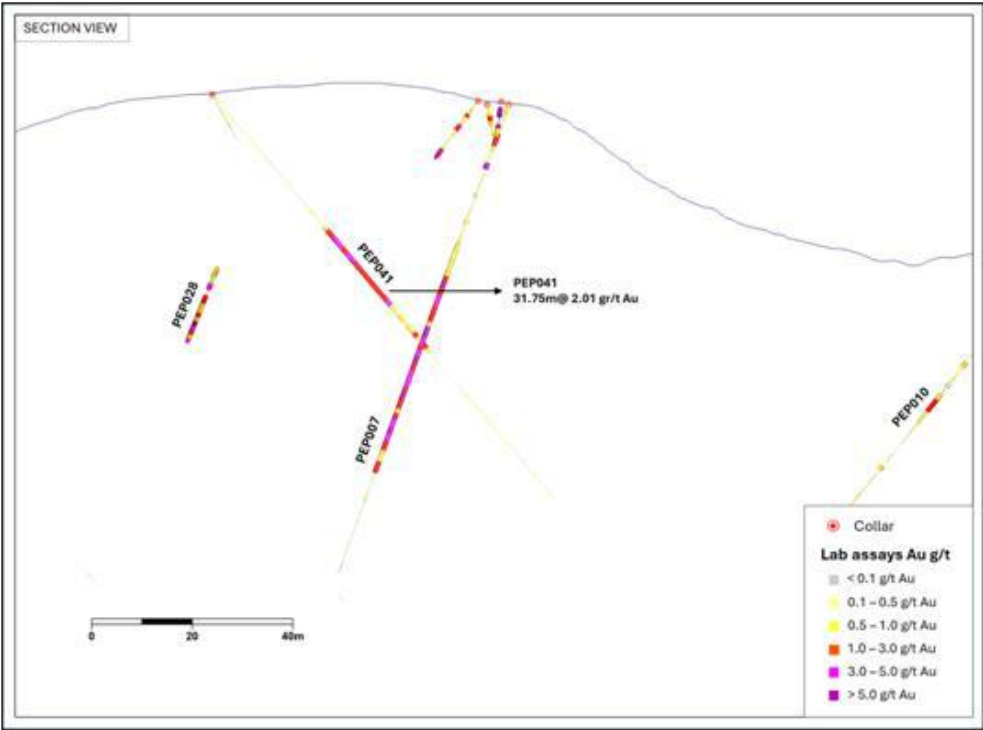 SECTION VIEW
PEP041
PEP041
31.75m@ 2.01 gr/t Au
PEP028
PEP010
PEP007
Collar
Lab assays Au g/t
< 0.1 g/t Au
0.1 – 0.5 g/t Au
0.5 – 1.0 g/t Au
1.0 – 3.0 g/t Au
3.0 – 5.0 g/t Au
> 5.0 g/t Au
0 20 40m